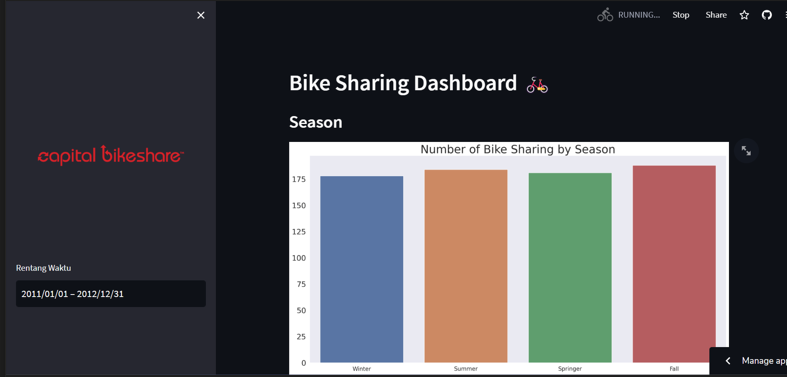 RUNNING... Stop Share
capital bikeshare
Rentang Waktu
2011/01/01 – 2012/12/31
Bike Sharing Dashboard
Season
Number of Bike Sharing by Season
175
150
125
100
75
50
25
0
Winter Summer Springer Fall
Manage app